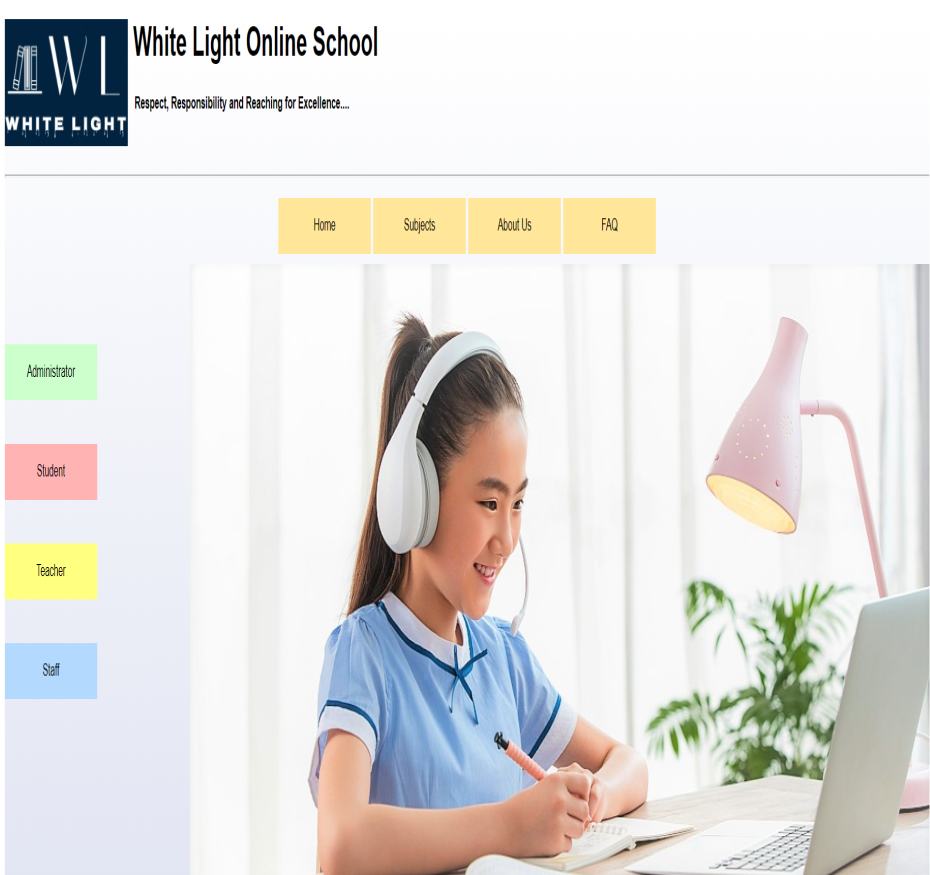 WL
WHITE LIGHT
White Light Online School
Respect, Responsibility and Reaching for Excellence....
Home
Subjects
About Us
FAQ
Administrator
Student
Teacher
Staff